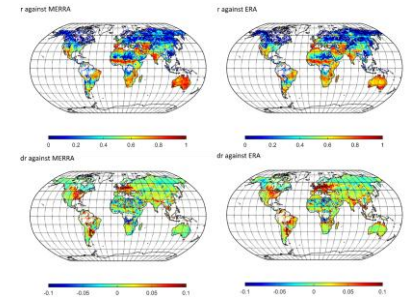 r against MERRA
r against ERA
0 0.2 0.4 0.6 0.8 1
0 0.2 0.4 0.6 0.8 1
dr against MERRA
dr against ERA
-0.1 -0.05 0 0.05 0.1
-0.1 -0.05 0 0.05 0.1